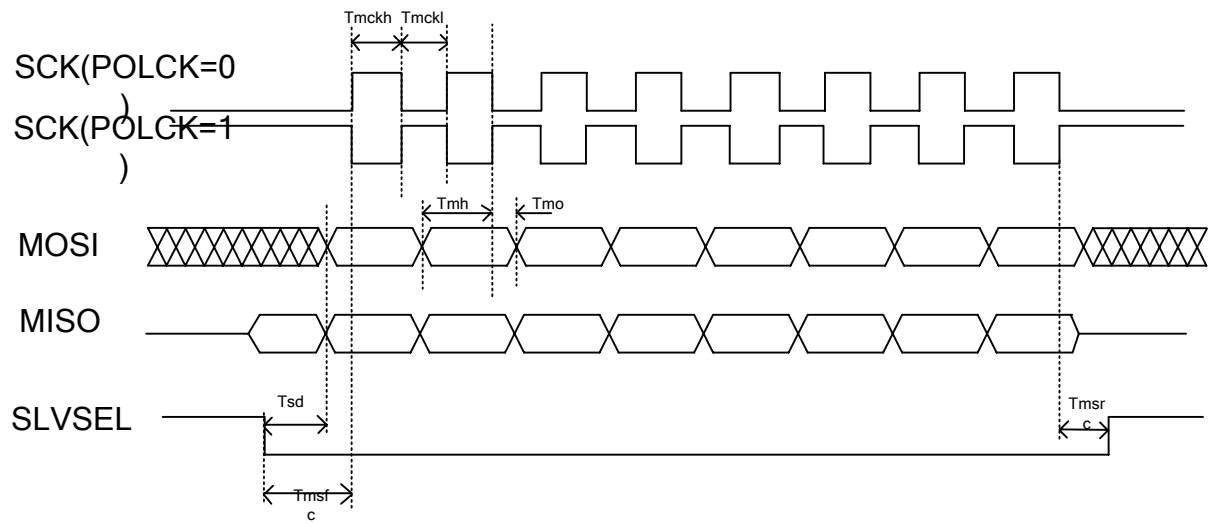 Tmckh Tmckl
SCK(POLCK=0
)
SCK(POLCK=1
)
Tmh Tmo
MOSI
MISO
Tsd
SLVSEL
Tmsr
c
Tmsf
c